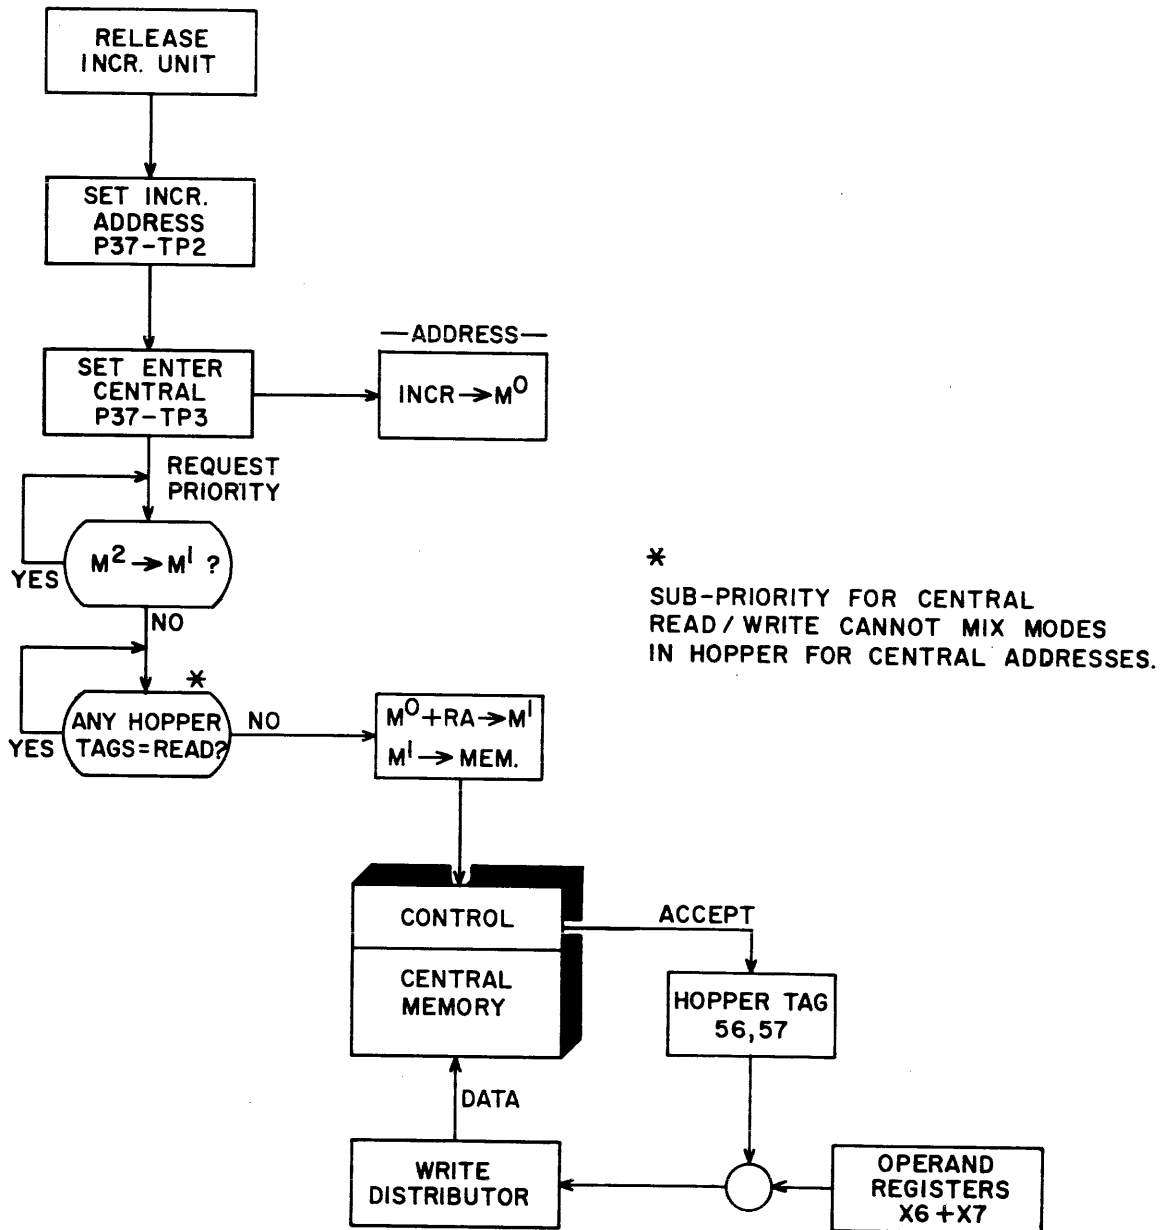 RELEASE
INCR. UNIT
SET INCR.
ADDRESS
P37-TP2
SET ENTER
CENTRAL
P37-TP3
—ADDRESS—
INCR→M⁰
REQUEST
PRIORITY
M²→M¹ ?
YES
NO
*
ANY HOPPER
TAGS=READ?
YES
NO
M⁰+RA→M¹
M¹→MEM.
*
SUB-PRIORITY FOR CENTRAL
READ/WRITE CANNOT MIX MODES
IN HOPPER FOR CENTRAL ADDRESSES.
CONTROL
CENTRAL
MEMORY
ACCEPT
HOPPER TAG
56,57
DATA
WRITE
DISTRIBUTOR
OPERAND
REGISTERS
X6+X7